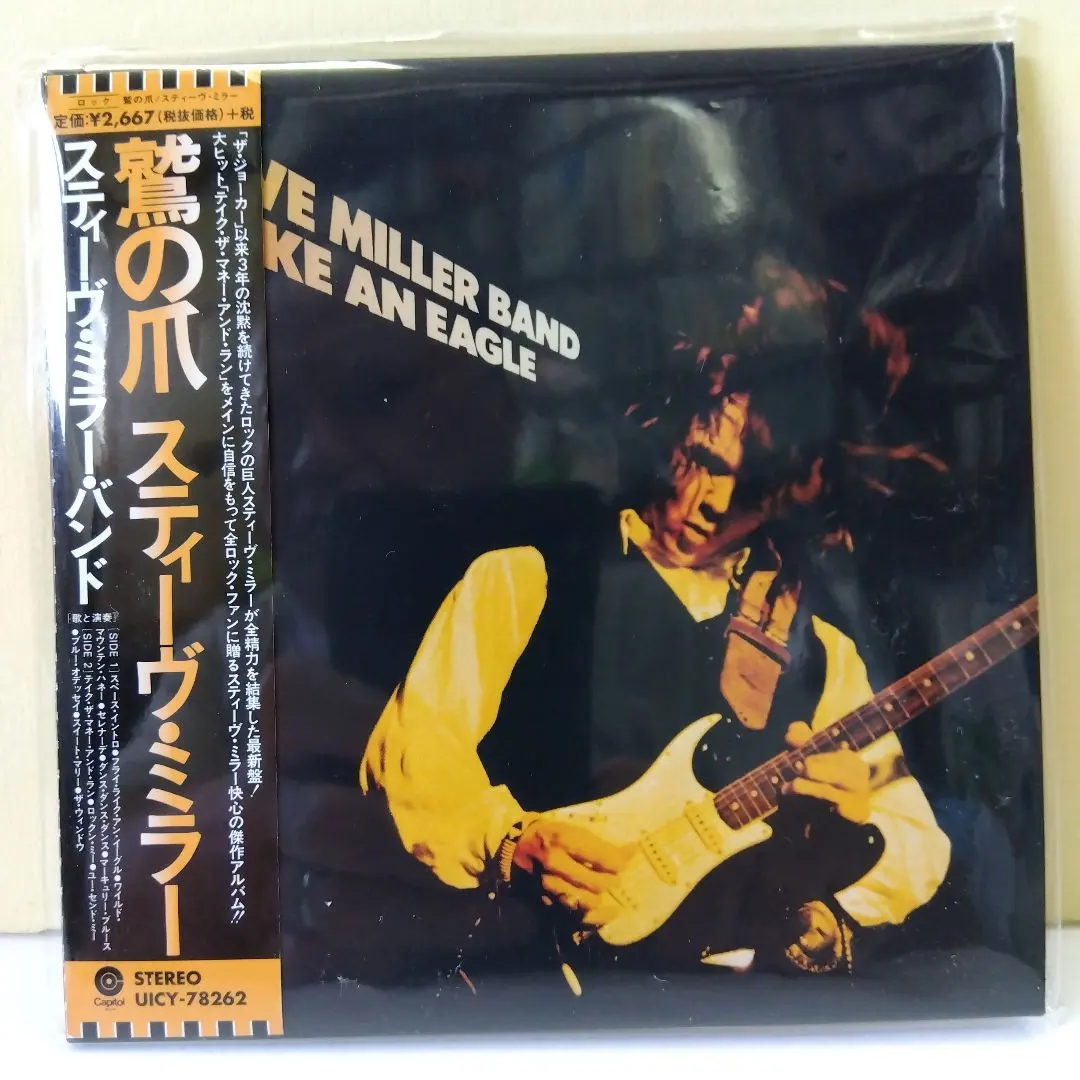 ロック 鷲の爪/スティーヴ・ミラー
定価:¥2,667(税抜価格)+税
「ザ・ジョーカー」以来3年の沈黙を続けてきたロックの巨人スティーヴ・ミラーが全精力を結集した最新盤!
大ヒット「テイク・ザ・マネー・アンド・ラン」をメインに自信をもって全ロック・ファンに贈るスティーヴ・ミラー快心の傑作アルバム!!
鷲の爪 スティーヴ・ミラー
スティーヴ・ミラー・バンド
[歌と演奏]
[SIDE 1]スペース・イントロ●フライ・ライク・アン・イーグル●ワイルド・
マウンテン・ハネー●セレナーデ●ダンス・ダンス・ダンス●マーキュリー・ブルース
[SIDE 2]テイク・ザ・マネー・アンド・ラン●ロックン・ミー●ユー・センド・ミー
●ブルー・オデッセイ●スイート・マリー●ザ・ウィンドウ
Capitol
STEREO
UICY-78262
VE MILLER BAND
KE AN EAGLE